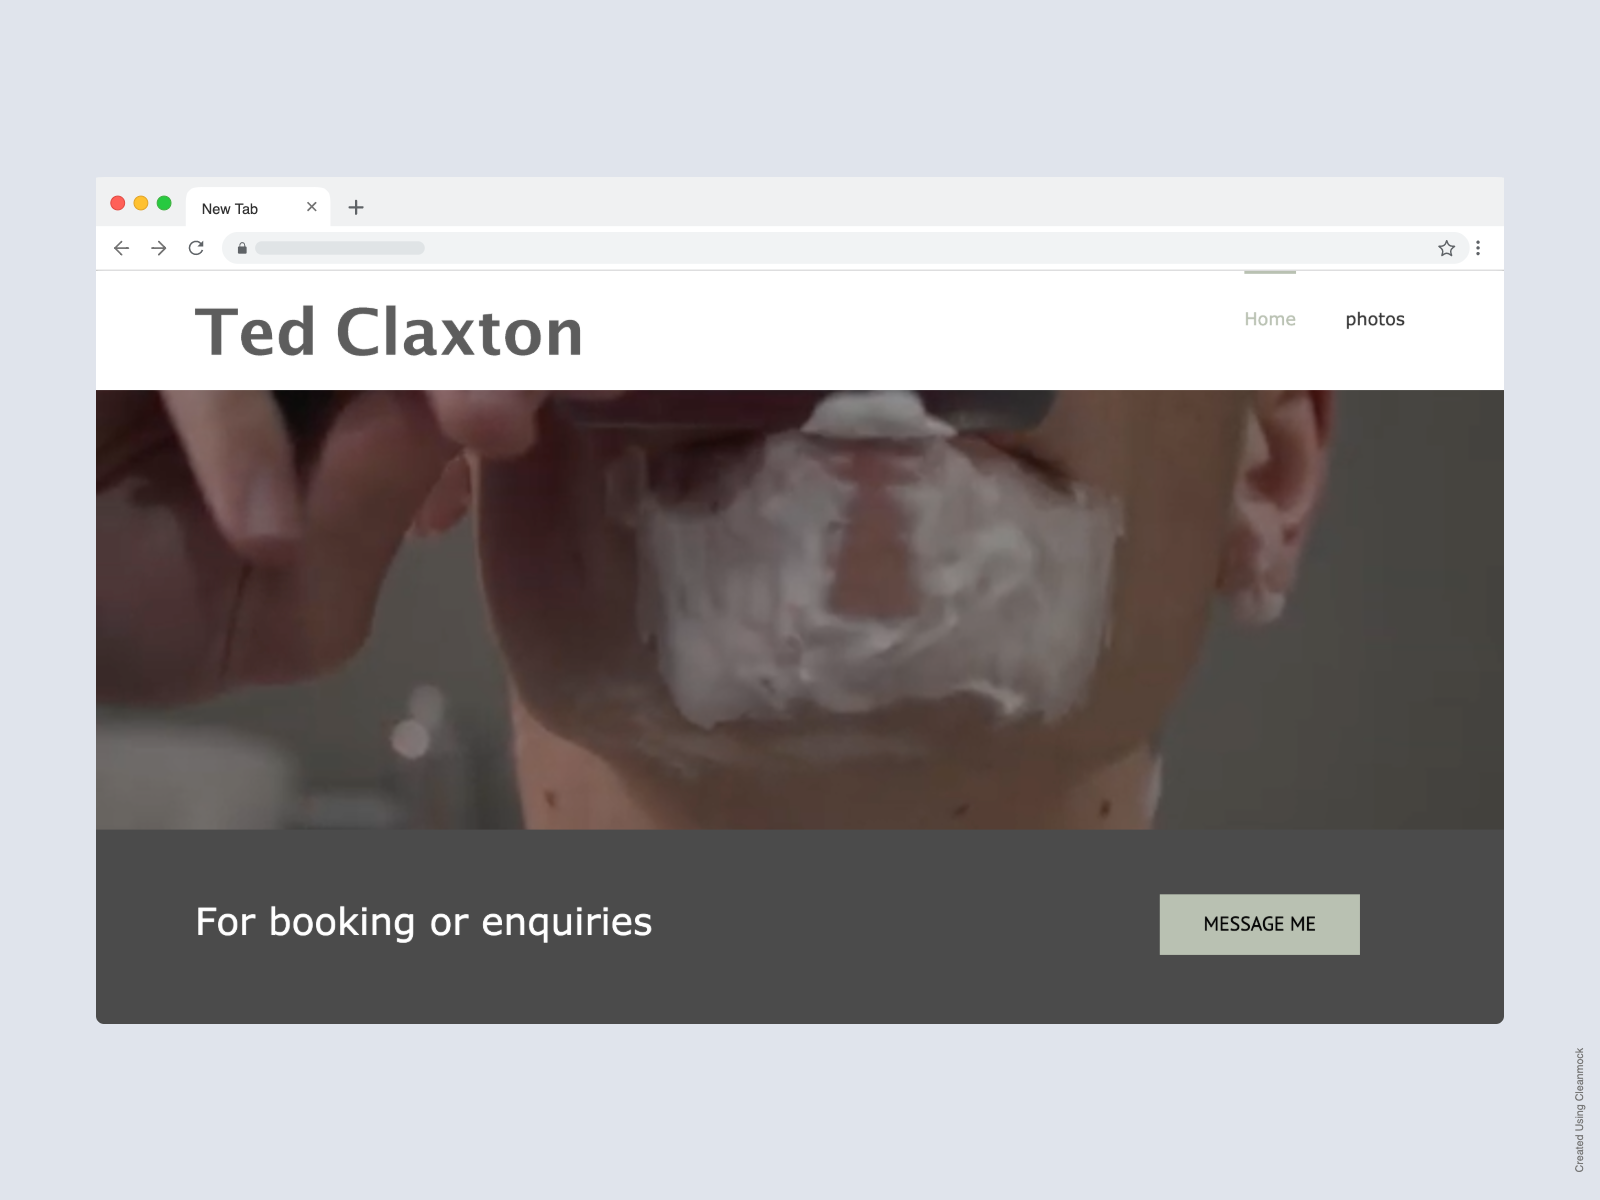 New Tab
Ted Claxton
Home
photos
For booking or enquiries
MESSAGE ME
Created Using Cleanmock